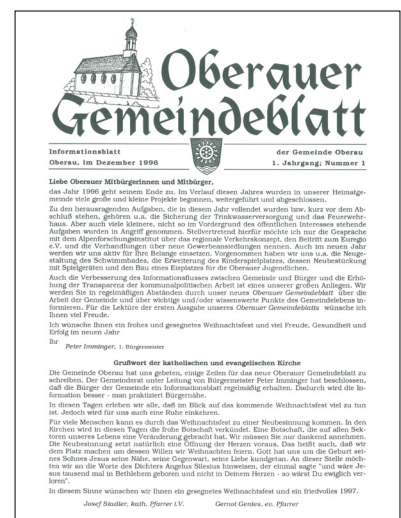 Oberauer
Gemeindeblatt
Informationsblatt der Gemeinde Oberau
Oberau, im Dezember 1996 1. Jahrgang; Nummer 1
Liebe Oberauer Mitbürgerinnen und Mitbürger,
das Jahr 1996 geht seinem Ende zu. Im Verlauf diesen Jahres wurden in unserer Heimatge-
meinde viele große und kleine Projekte begonnen, weitergeführt und abgeschlossen.
Zu den herausragenden Aufgaben, die in diesem Jahr vollendet wurden bzw. kurz vor dem Ab-
schluß stehen, gehören u.a. die Sicherung der Trinkwasserversorgung und das Feuerwehr-
haus. Aber auch viele kleinere, nicht so im Vordergrund des öffentlichen Interesses stehende
Aufgaben wurden in Angriff genommen. Stellvertretend hierfür möchte ich nur die Gespräche
mit dem Alpenforschungsinstitut über das regionale Verkehrskonzept, den Beitritt zum Euregio
e.V. und die Verhandlungen über neue Gewerbeansiedlungen nennen. Auch im neuen Jahr
werden wir uns aktiv für Ihre Belange einsetzen. Vorgenommen haben wir uns u.a. die Neuge-
staltung des Schwimmbades, die Erweiterung des Kinderspielplatzes, dessen Neubestückung
mit Spielgeräten und den Bau eines Eisplatzes für die Oberauer Jugendlichen.
Auch die Verbesserung des Informationsflusses zwischen Gemeinde und Bürger und die Erhö-
hung der Transparenz der kommunalpolitischen Arbeit ist eines unserer großen Anliegen. Wir
werden Sie in regelmäßigen Abständen durch unser neues Oberauer Gemeindeblatt über die
Arbeit der Gemeinde und über wichtige und/oder wissenswerte Punkte des Gemeindelebens in-
formieren. Für die Lektüre der ersten Ausgabe unseres Oberauer Gemeindeblatts wünsche ich
Ihnen viel Freude.
Ich wünsche Ihnen ein frohes und gesegnetes Weihnachtsfest und viel Freude, Gesundheit und
Erfolg im neuen Jahr
Ihr
Peter Imminger, 1. Bürgermeister
Grußwort der katholischen und evangelischen Kirche
Die Gemeinde Oberau hat uns gebeten, einige Zeilen für das neue Oberauer Gemeindeblatt zu
schreiben. Der Gemeinderat unter Leitung von Bürgermeister Peter Imminger hat beschlossen,
daß die Bürger der Gemeinde ein Informationsblatt regelmäßig erhalten. Dadurch wird die In-
formation besser - man praktiziert Bürgernähe.
In diesen Tagen erleben wir alle, daß im Blick auf das kommende Weihnachtsfest viel zu tun
ist. Jedoch wird für uns auch eine Ruhe einkehren.
Für viele Menschen kann es durch das Weihnachtsfest zu einer Neubesinnung kommen. In den
Kirchen wird in diesen Tagen die frohe Botschaft verkündet. Eine Botschaft, die auf allen Sek-
toren unseres Lebens eine Veränderung gebracht hat. Wir müssen Sie nur dankend annehmen.
Die Neubesinnung setzt natürlich eine Öffnung der Herzen voraus. Das heißt auch, daß wir
dem Platz machen um dessen Willen wir Weihnachten feiern. Gott hat uns um die Geburt sei-
nes Sohnes Jesus seine Nähe, seine Gegenwart, seine Liebe kundgetan. An dieser Stelle möch-
ten wir an die Worte des Dichters Angelus Silesius hinweisen, der einmal sagte "und wäre Je-
sus tausend mal in Bethlehem geboren und nicht in Deinem Herzen - so wärst Du ewiglich ver-
loren".
In diesem Sinne wünschen wir Ihnen ein gesegnetes Weihnachtsfest und ein friedvolles 1997.
Josef Stadler, kath. Pfarrer i.V. Gernot Genies, ev. Pfarrer